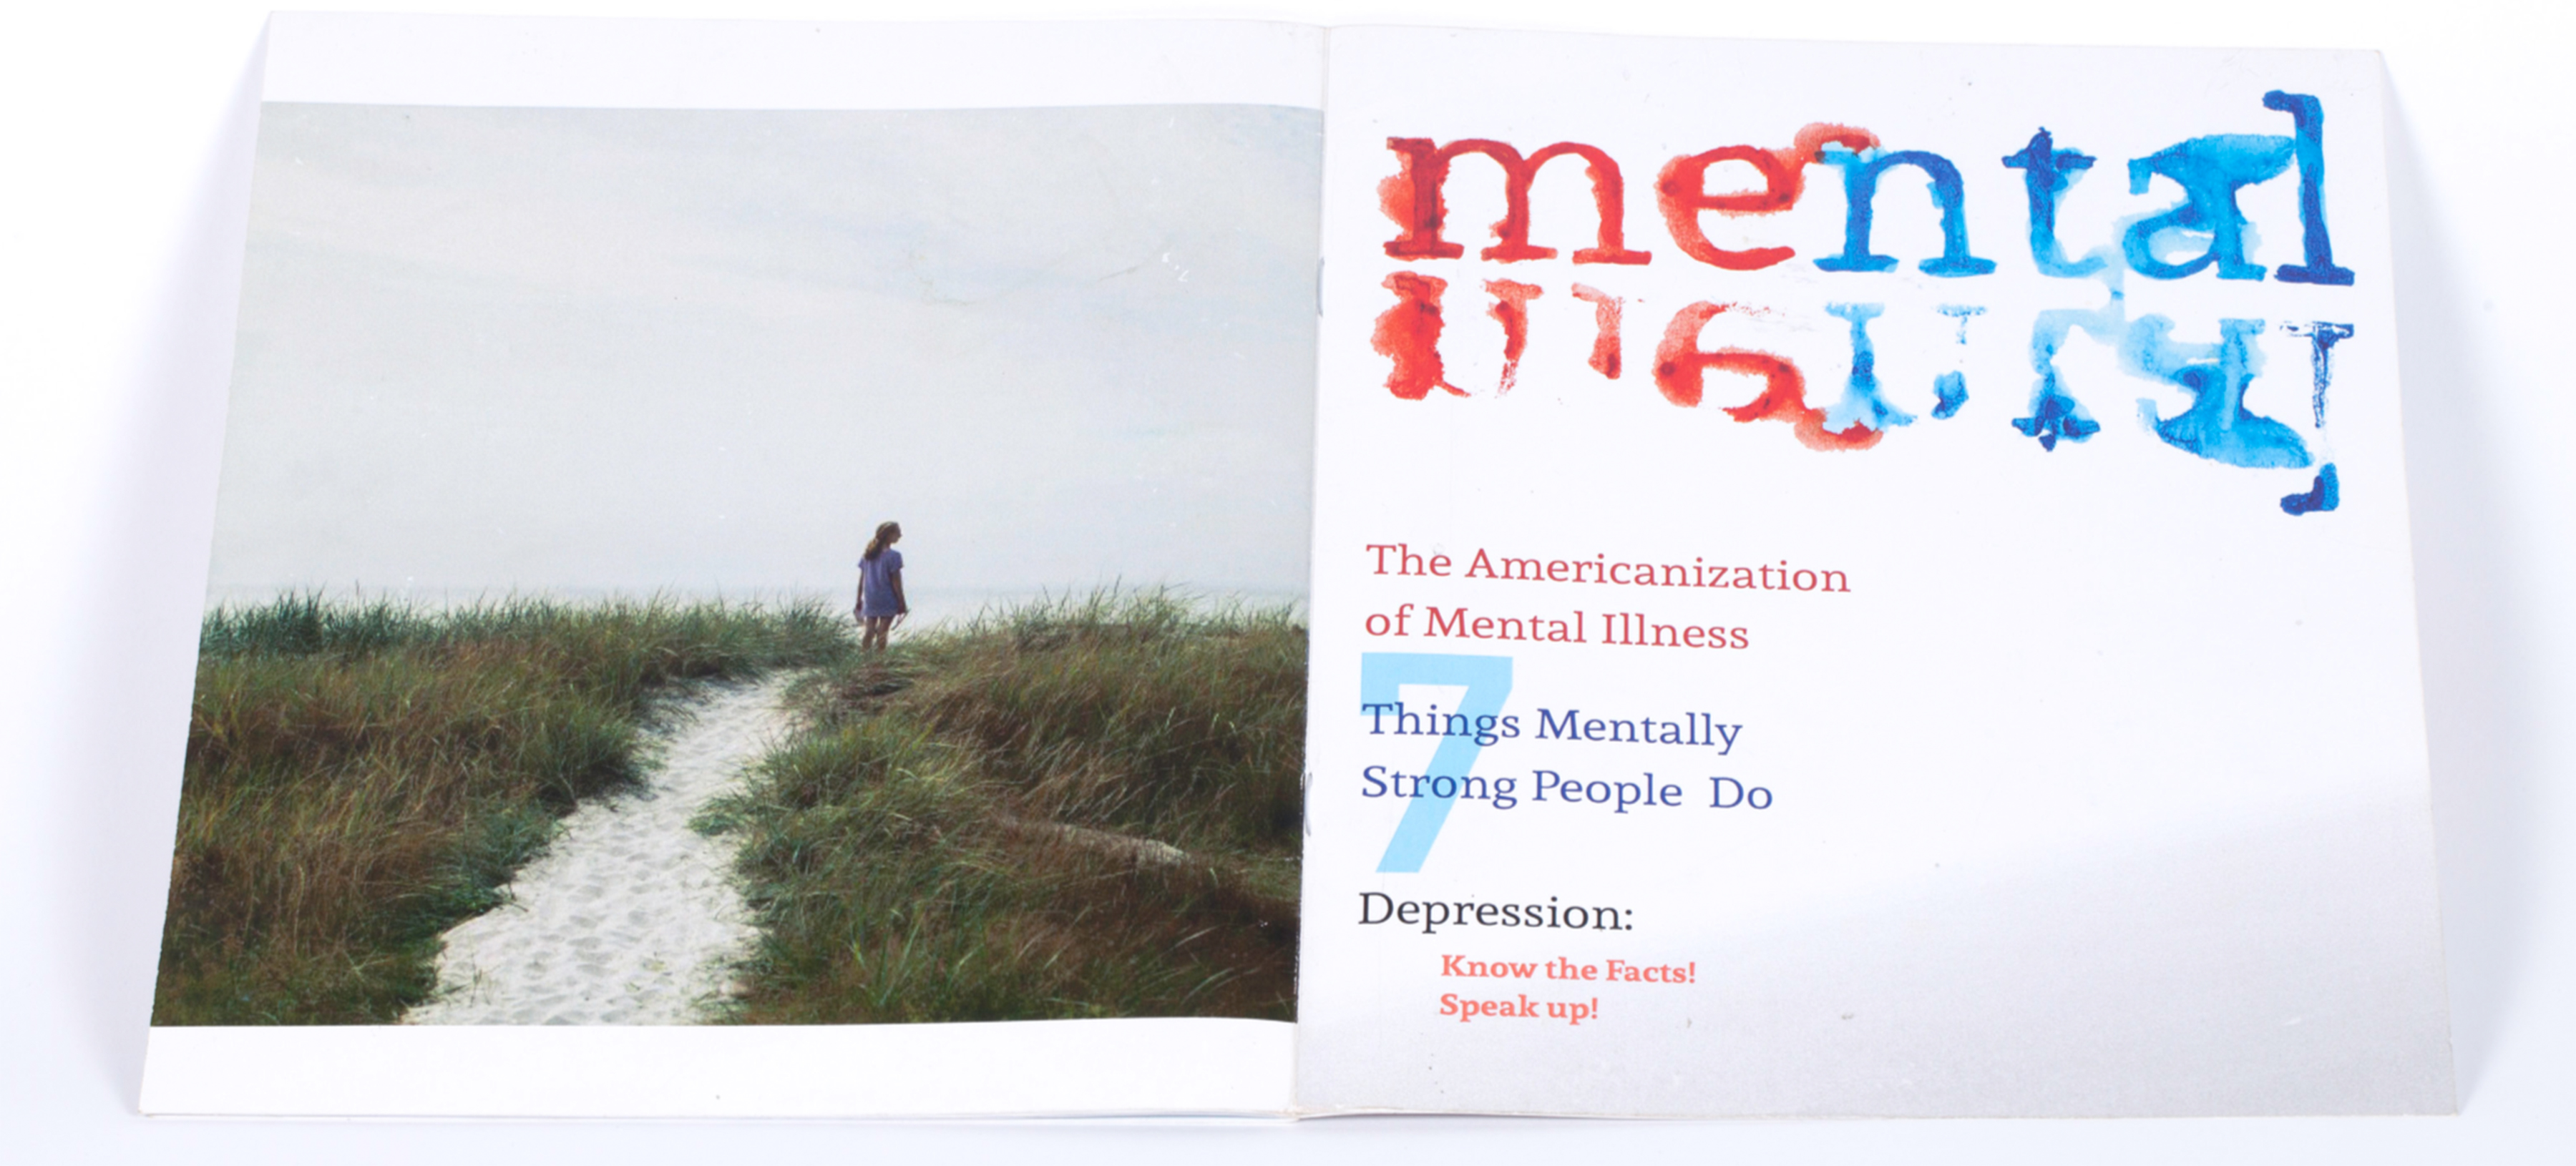 mental
The Americanization
of Mental Illness
7
Things Mentally
Strong People Do
Depression:
Know the Facts!
Speak up!